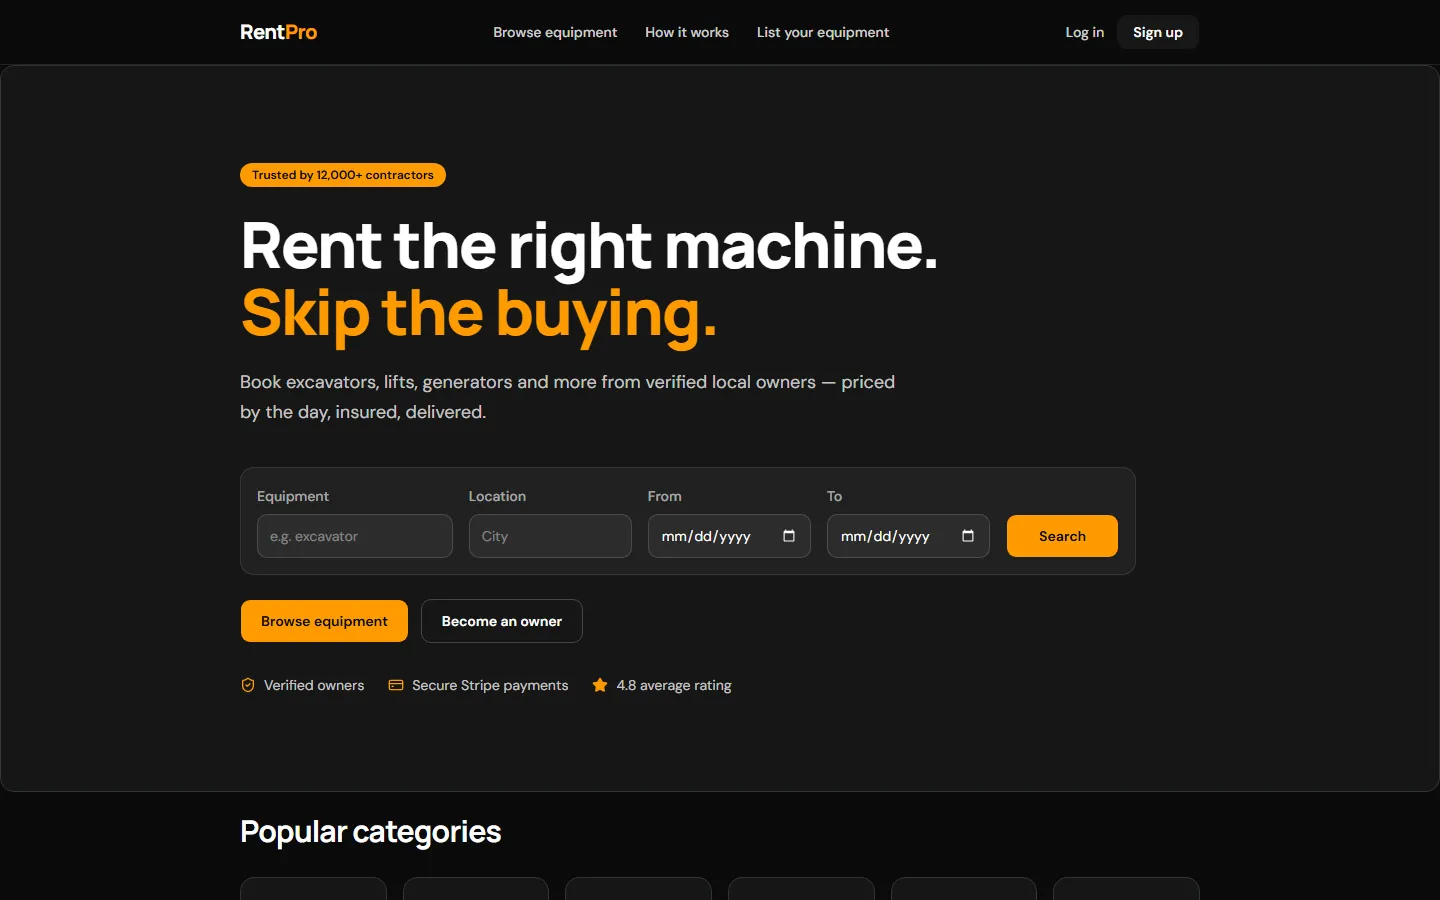 RentPro
Browse equipment
How it works
List your equipment
Log in
Sign up
Trusted by 12,000+ contractors
Rent the right machine.
Skip the buying.
Book excavators, lifts, generators and more from verified local owners — priced
by the day, insured, delivered.
Equipment
Location
From
To
e.g. excavator
City
mm/dd/yyyy
mm/dd/yyyy
Search
Browse equipment
Become an owner
Verified owners
Secure Stripe payments
4.8 average rating
Popular categories